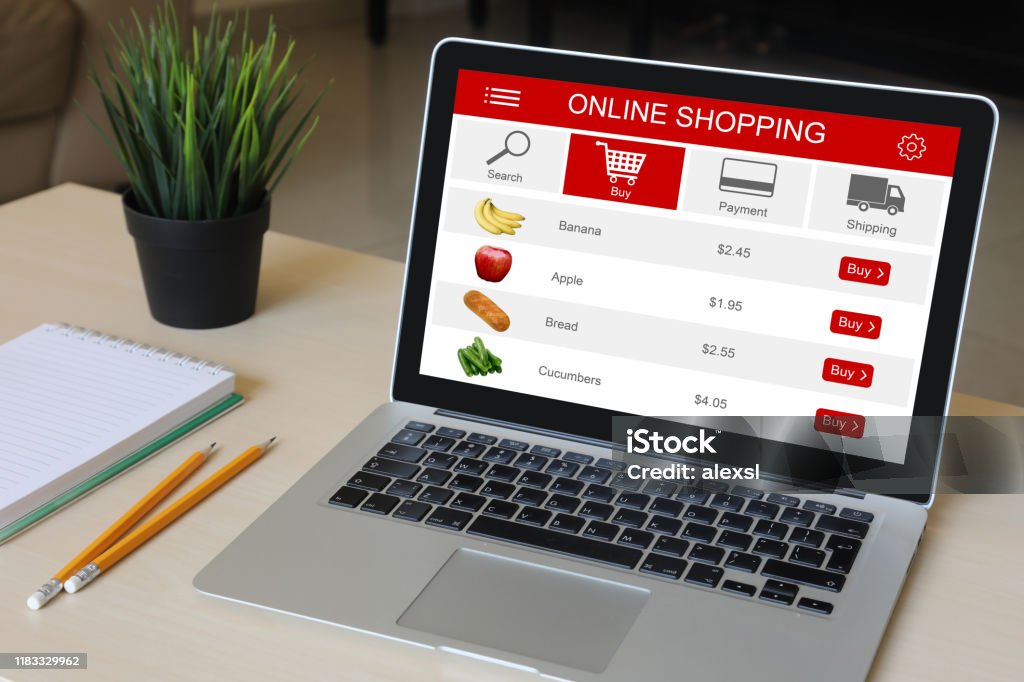 ONLINE SHOPPING
Search
Buy
Payment
Shipping
Banana $2.45 Buy >
Apple $1.95 Buy >
Bread $2.55 Buy >
Cucumbers $4.05 Buy >
iStock™
Credit: alexsl
1183329962